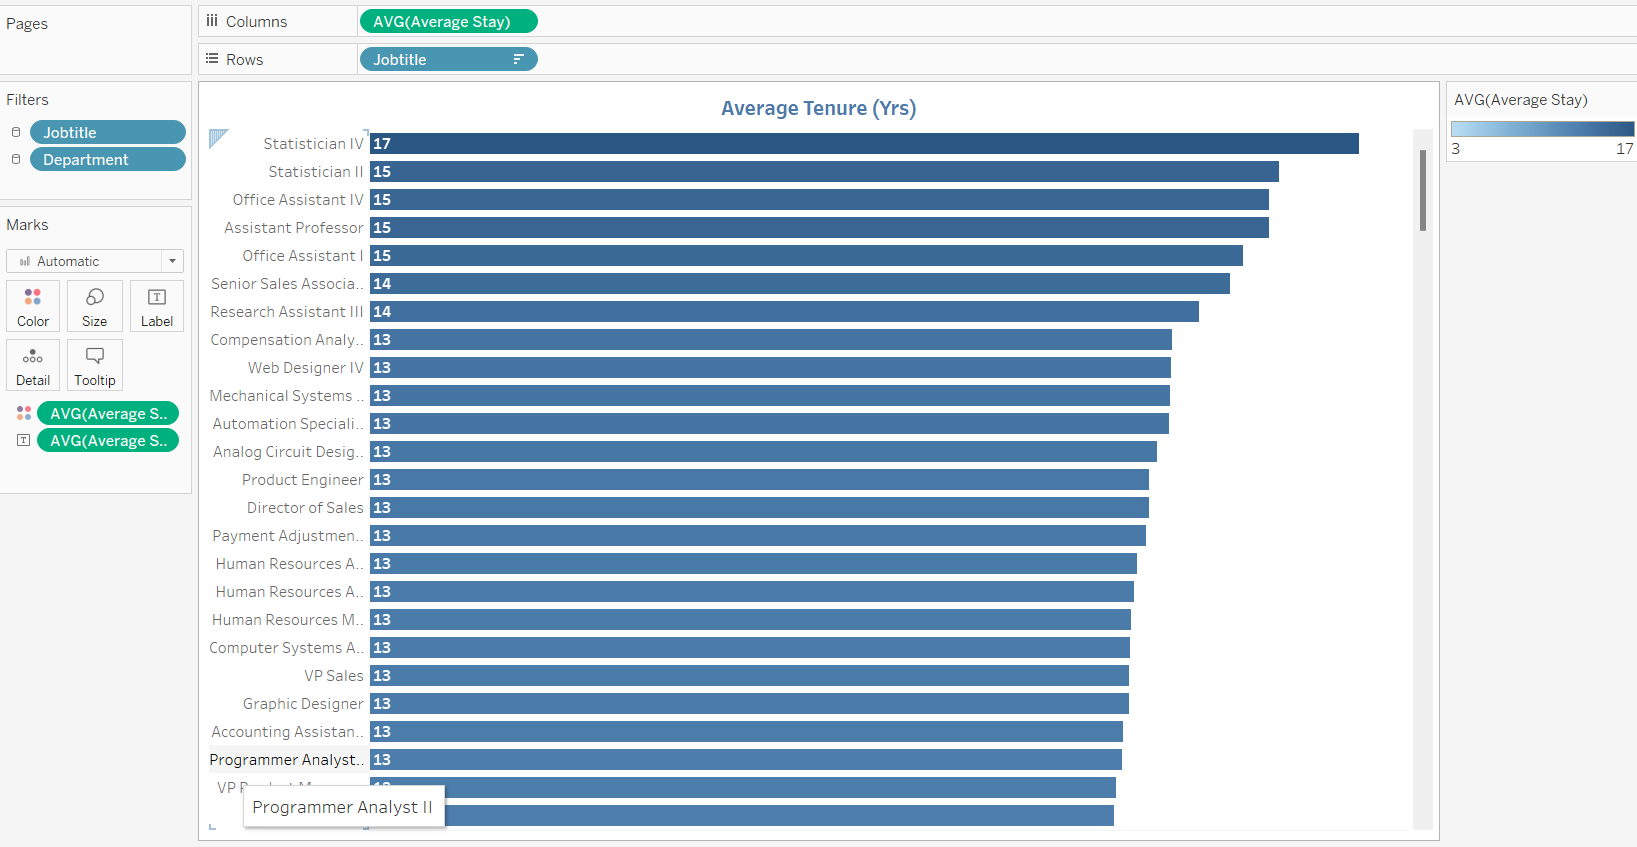 Pages
Columns
AVG(Average Stay)
Rows
Jobtitle
Filters
Jobtitle
Department
Marks
Automatic
Color
Size
Label
Detail
Tooltip
AVG(Average S..
AVG(Average S..
Average Tenure (Yrs)
Statistician IV 17
Statistician II 15
Office Assistant IV 15
Assistant Professor 15
Office Assistant I 15
Senior Sales Associa.. 14
Research Assistant III 14
Compensation Analy.. 13
Web Designer IV 13
Mechanical Systems .. 13
Automation Speciali.. 13
Analog Circuit Desig.. 13
Product Engineer 13
Director of Sales 13
Payment Adjustmen.. 13
Human Resources A.. 13
Human Resources A.. 13
Human Resources M.. 13
Computer Systems A.. 13
VP Sales 13
Graphic Designer 13
Accounting Assistan.. 13
Programmer Analyst.. 13
VP
Programmer Analyst II
AVG(Average Stay)
3 17